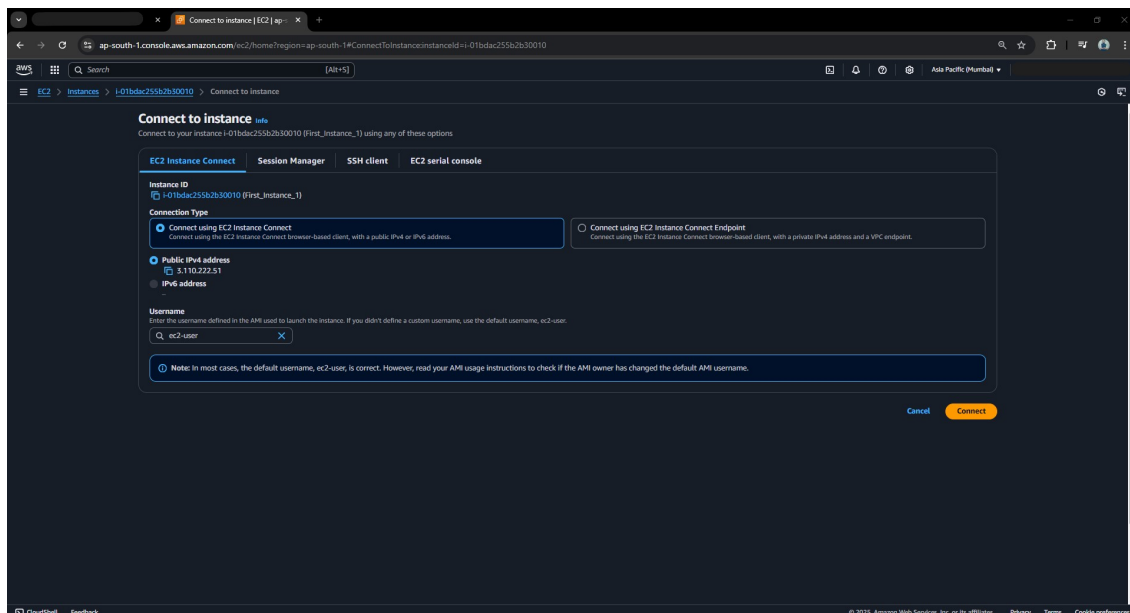 Connect to instance | EC2 | ap-s
ap-south-1.console.aws.amazon.com/ec2/home?region=ap-south-1#ConnectToInstance:instanceId=i-01bdac255b2b30010
aws Search [Alt+S] Asia Pacific (Mumbai)
EC2 > Instances > i-01bdac255b2b30010 > Connect to instance
Connect to instance Info
Connect to your instance i-01bdac255b2b30010 (First_Instance_1) using any of these options
EC2 Instance Connect Session Manager SSH client EC2 serial console
Instance ID
i-01bdac255b2b30010 (First_Instance_1)
Connection Type
Connect using EC2 Instance Connect
Connect using the EC2 Instance Connect browser-based client, with a public IPv4 or IPv6 address.
Connect using EC2 Instance Connect Endpoint
Connect using the EC2 Instance Connect browser-based client, with a private IPv4 address and a VPC endpoint.
Public IPv4 address
3.110.222.51
IPv6 address
–
Username
Enter the username defined in the AMI used to launch the instance. If you didn't define a custom username, use the default username, ec2-user.
ec2-user
Note: In most cases, the default username, ec2-user, is correct. However, read your AMI usage instructions to check if the AMI owner has changed the default AMI username.
Cancel Connect
CloudShell Feedback © 2025, Amazon Web Services, Inc. or its affiliates. Privacy Terms Cookie preferences